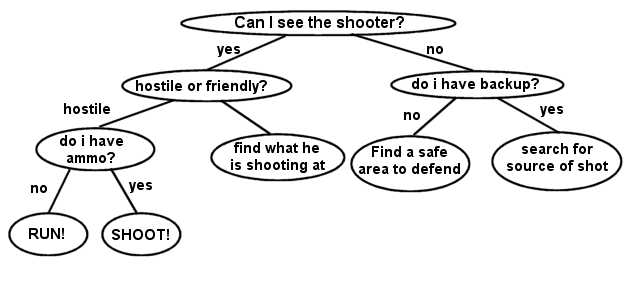 Can I see the shooter?
yes
no
hostile or friendly?
do i have backup?
hostile
no
yes
do i have
ammo?
find what he
is shooting at
Find a safe
area to defend
search for
source of shot
no
yes
RUN!
SHOOT!